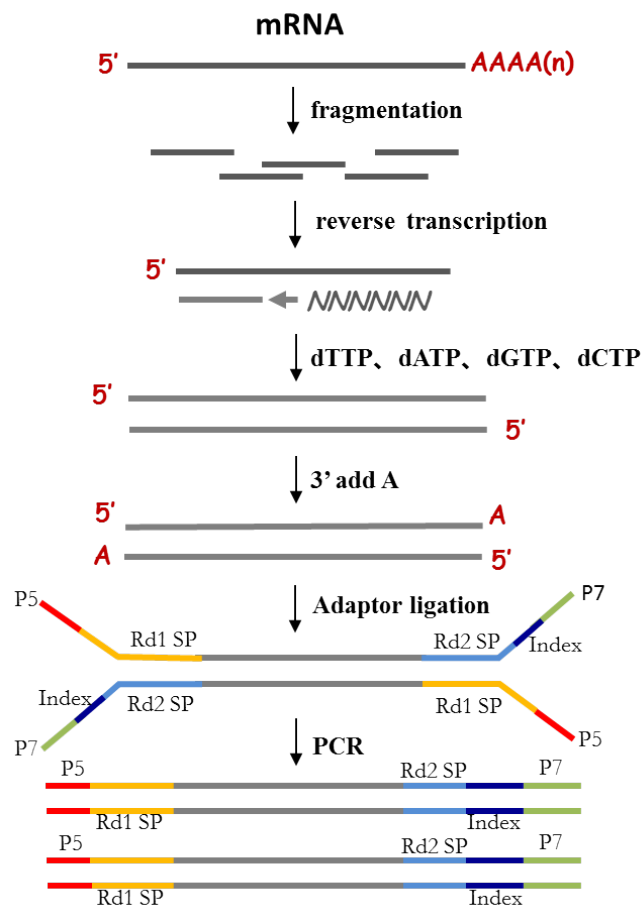 mRNA
5' AAAA(n)
fragmentation
reverse transcription
5'
dTTP、dATP、dGTP、dCTP
5'
5'
3' add A
5' A
A 5'
Adaptor ligation
P5 P7
Rd1 SP Rd2 SP Index
Index Rd2 SP Rd1 SP
P7 P5
PCR
P5 Rd2 SP P7
Rd1 SP Index
P5 Rd2 SP P7
Rd1 SP Index